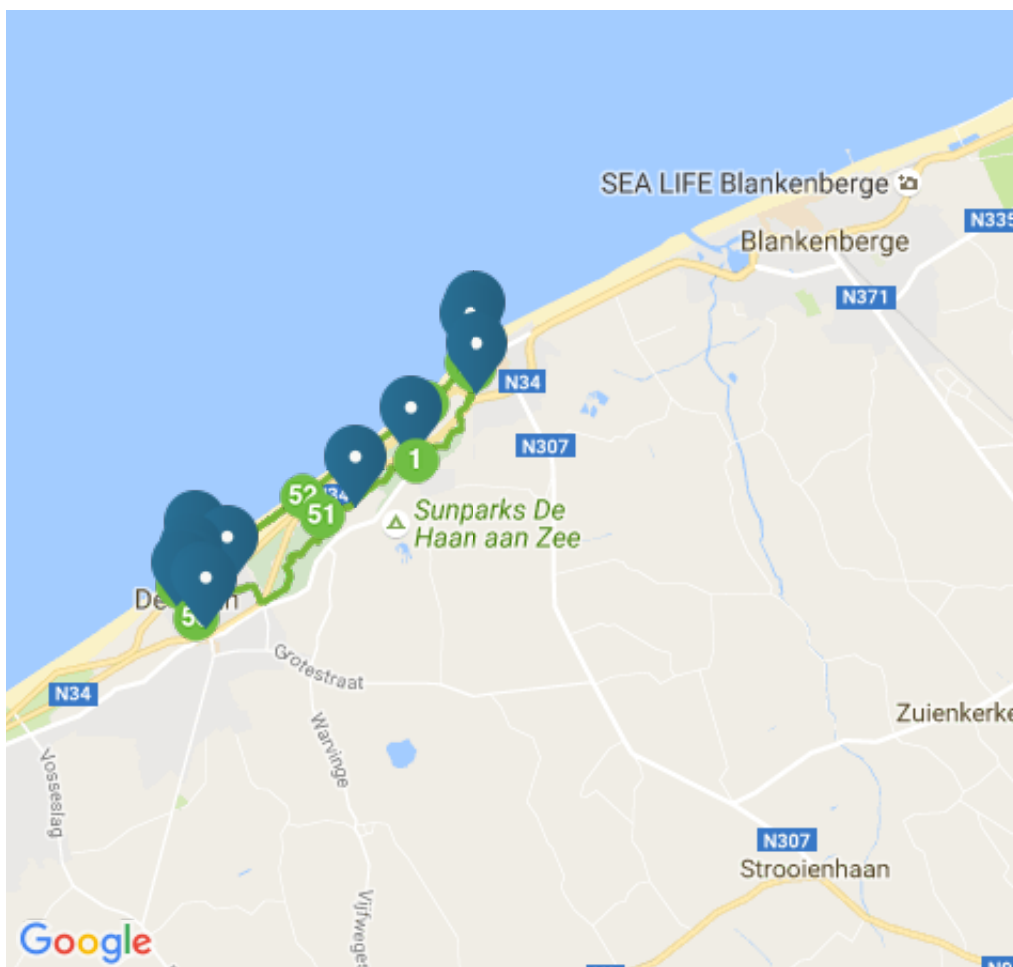 SEA LIFE Blankenberge
N335
Blankenberge
N371
N34
N307
1
52
51
Sunparks De
Haan aan Zee
Grotestraat
N34
Zuienkerke
Warvinge
Vosseslag
N307
Strooienhaan
Vijfweges
Google